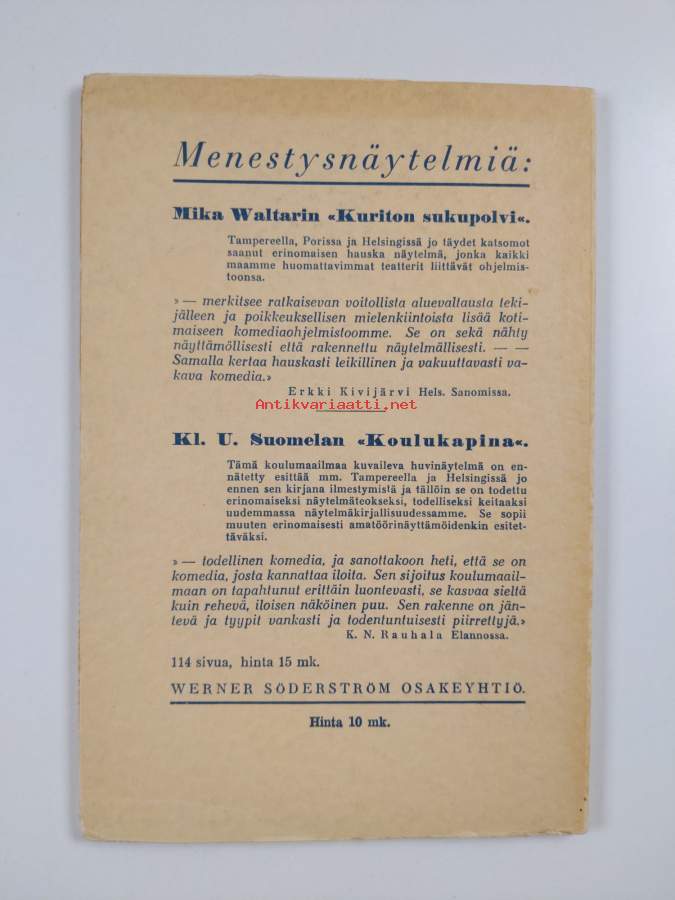 Menestysnäytelmiä:
Mika Waltarin «Kuriton sukupolvi«.
Tampereella, Porissa ja Helsingissä jo täydet katsomot
saanut erinomaisen hauska näytelmä, jonka kaikki
maamme huomattavimmat teatterit liittävät ohjelmis-
toonsa.
» — merkitsee ratkaisevan voitollista aluevaltausta teki-
jälleen ja poikkeuksellisen mielenkiintoista lisää koti-
maiseen komediaohjelmistoomme. Se on sekä nähty
näyttämöllisesti että rakennettu näytelmällisesti. — —
Samalla kertaa hauskasti leikillinen ja vakuuttavasti va-
kava komedia.»
Erkki Kivijärvi Hels. Sanomissa.
Antikvariaatti.net
Kl. U. Suomelan «Koulukapina«.
Tämä koulumaailmaa kuvaileva huvinäytelmä on en-
nätetty esittää mm. Tampereella ja Helsingissä jo
ennen sen kirjana ilmestymistä ja tällöin se on todettu
erinomaiseksi näytelmäteokseksi, todelliseksi keitaaksi
uudemmassa näytelmäkirjallisuudessamme. Se sopii
muuten erinomaisesti amatöörinäyttämöidenkin esitet-
täväksi.
» — todellinen komedia, ja sanottakoon heti, että se on
komedia, josta kannattaa iloita. Sen sijoitus koulumaail-
maan on tapahtunut erittäin luontevasti, se kasvaa sieltä
kuin rehevä, iloisen näköinen puu. Sen rakenne on jän-
tevä ja tyypit vankasti ja todentuntuisesti piirrettyjä.»
K. N. Rauhala Elannossa.
114 sivua, hinta 15 mk.
WERNER SÖDERSTRÖM OSAKEYHTIÖ.
Hinta 10 mk.